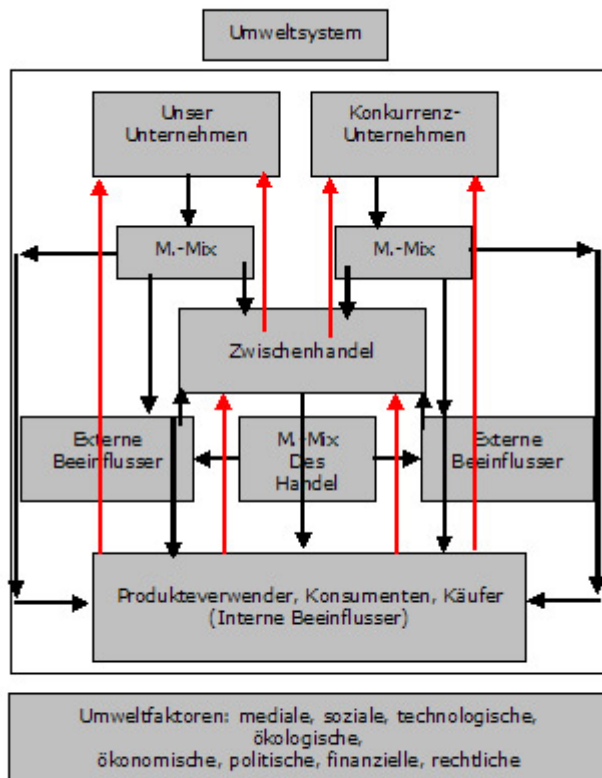 Umweltsystem
Unser
Unternehmen
Konkurrenz-
Unternehmen
M.-Mix
M.-Mix
Zwischenhandel
Externe
Beeinflusser
M.-Mix
Des
Handel
Externe
Beeinflusser
Produkteverwender, Konsumenten, Käufer
(Interne Beeinflusser)
Umweltfaktoren: mediale, soziale, technologische,
ökologische,
ökonomische, politische, finanzielle, rechtliche